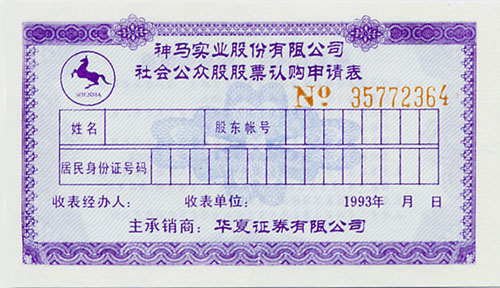 神马实业股份有限公司
社会公众股股票认购申请表
SHENMA
Nº 35772364
姓名 股东帐号
居民身份证号码
收表经办人： 收表单位： 1993年 月 日
主承销商：华夏证券有限公司